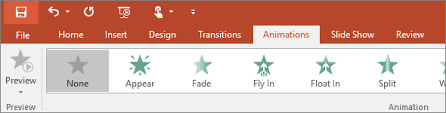 File Home Insert Design Transitions Animations Slide Show Review
Preview None Appear Fade Fly In Float In Split
Preview Animation